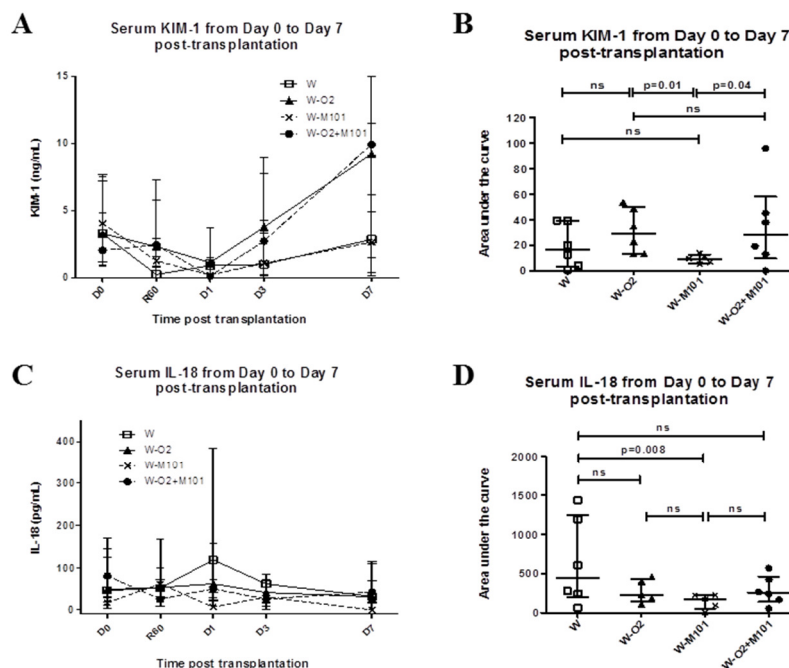 A
Serum KIM-1 from Day 0 to Day 7
post-transplantation
KIM-1 (ng/mL)
15
10
5
0
W
W-O2
W-M101
W-O2+M101
D0
R60
D1
D3
D7
Time post transplantation
B
Serum KIM-1 from Day 0 to Day 7
post-transplantation
ns
p=0.01
p=0.04
ns
ns
Area under the curve
120
100
80
60
40
20
0
W
W-O2
W-M101
W-O2+M101
C
Serum IL-18 from Day 0 to Day 7
post-transplantation
IL-18 (pg/mL)
400
300
200
100
0
W
W-O2
W-M101
W-O2+M101
D0
R60
D1
D3
D7
Time post transplantation
D
Serum IL-18 from Day 0 to Day 7
post-transplantation
ns
p=0.008
ns
ns
ns
Area under the curve
2000
1500
1000
500
0
W
W-O2
W-M101
W-O2+M101